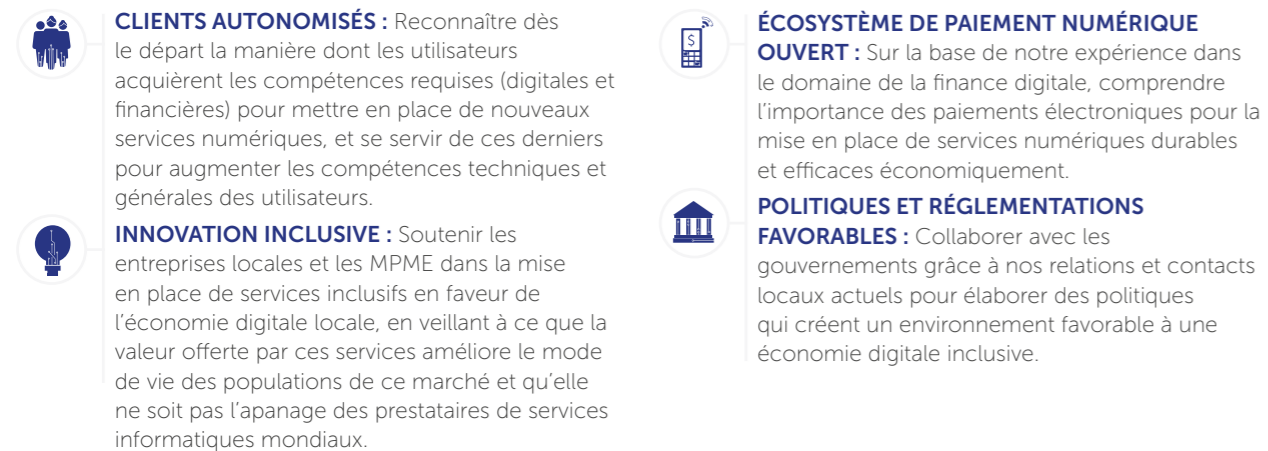 CLIENTS AUTONOMISÉS : Reconnaître dès
le départ la manière dont les utilisateurs
acquièrent les compétences requises (digitales et
financières) pour mettre en place de nouveaux
services numériques, et se servir de ces derniers
pour augmenter les compétences techniques et
générales des utilisateurs.
INNOVATION INCLUSIVE : Soutenir les
entreprises locales et les MPME dans la mise
en place de services inclusifs en faveur de
l’économie digitale locale, en veillant à ce que la
valeur offerte par ces services améliore le mode
de vie des populations de ce marché et qu’elle
ne soit pas l’apanage des prestataires de services
informatiques mondiaux.
ÉCOSYSTÈME DE PAIEMENT NUMÉRIQUE
OUVERT : Sur la base de notre expérience dans
le domaine de la finance digitale, comprendre
l’importance des paiements électroniques pour la
mise en place de services numériques durables
et efficaces économiquement.
POLITIQUES ET RÉGLEMENTATIONS
FAVORABLES : Collaborer avec les
gouvernements grâce à nos relations et contacts
locaux actuels pour élaborer des politiques
qui créent un environnement favorable à une
économie digitale inclusive.